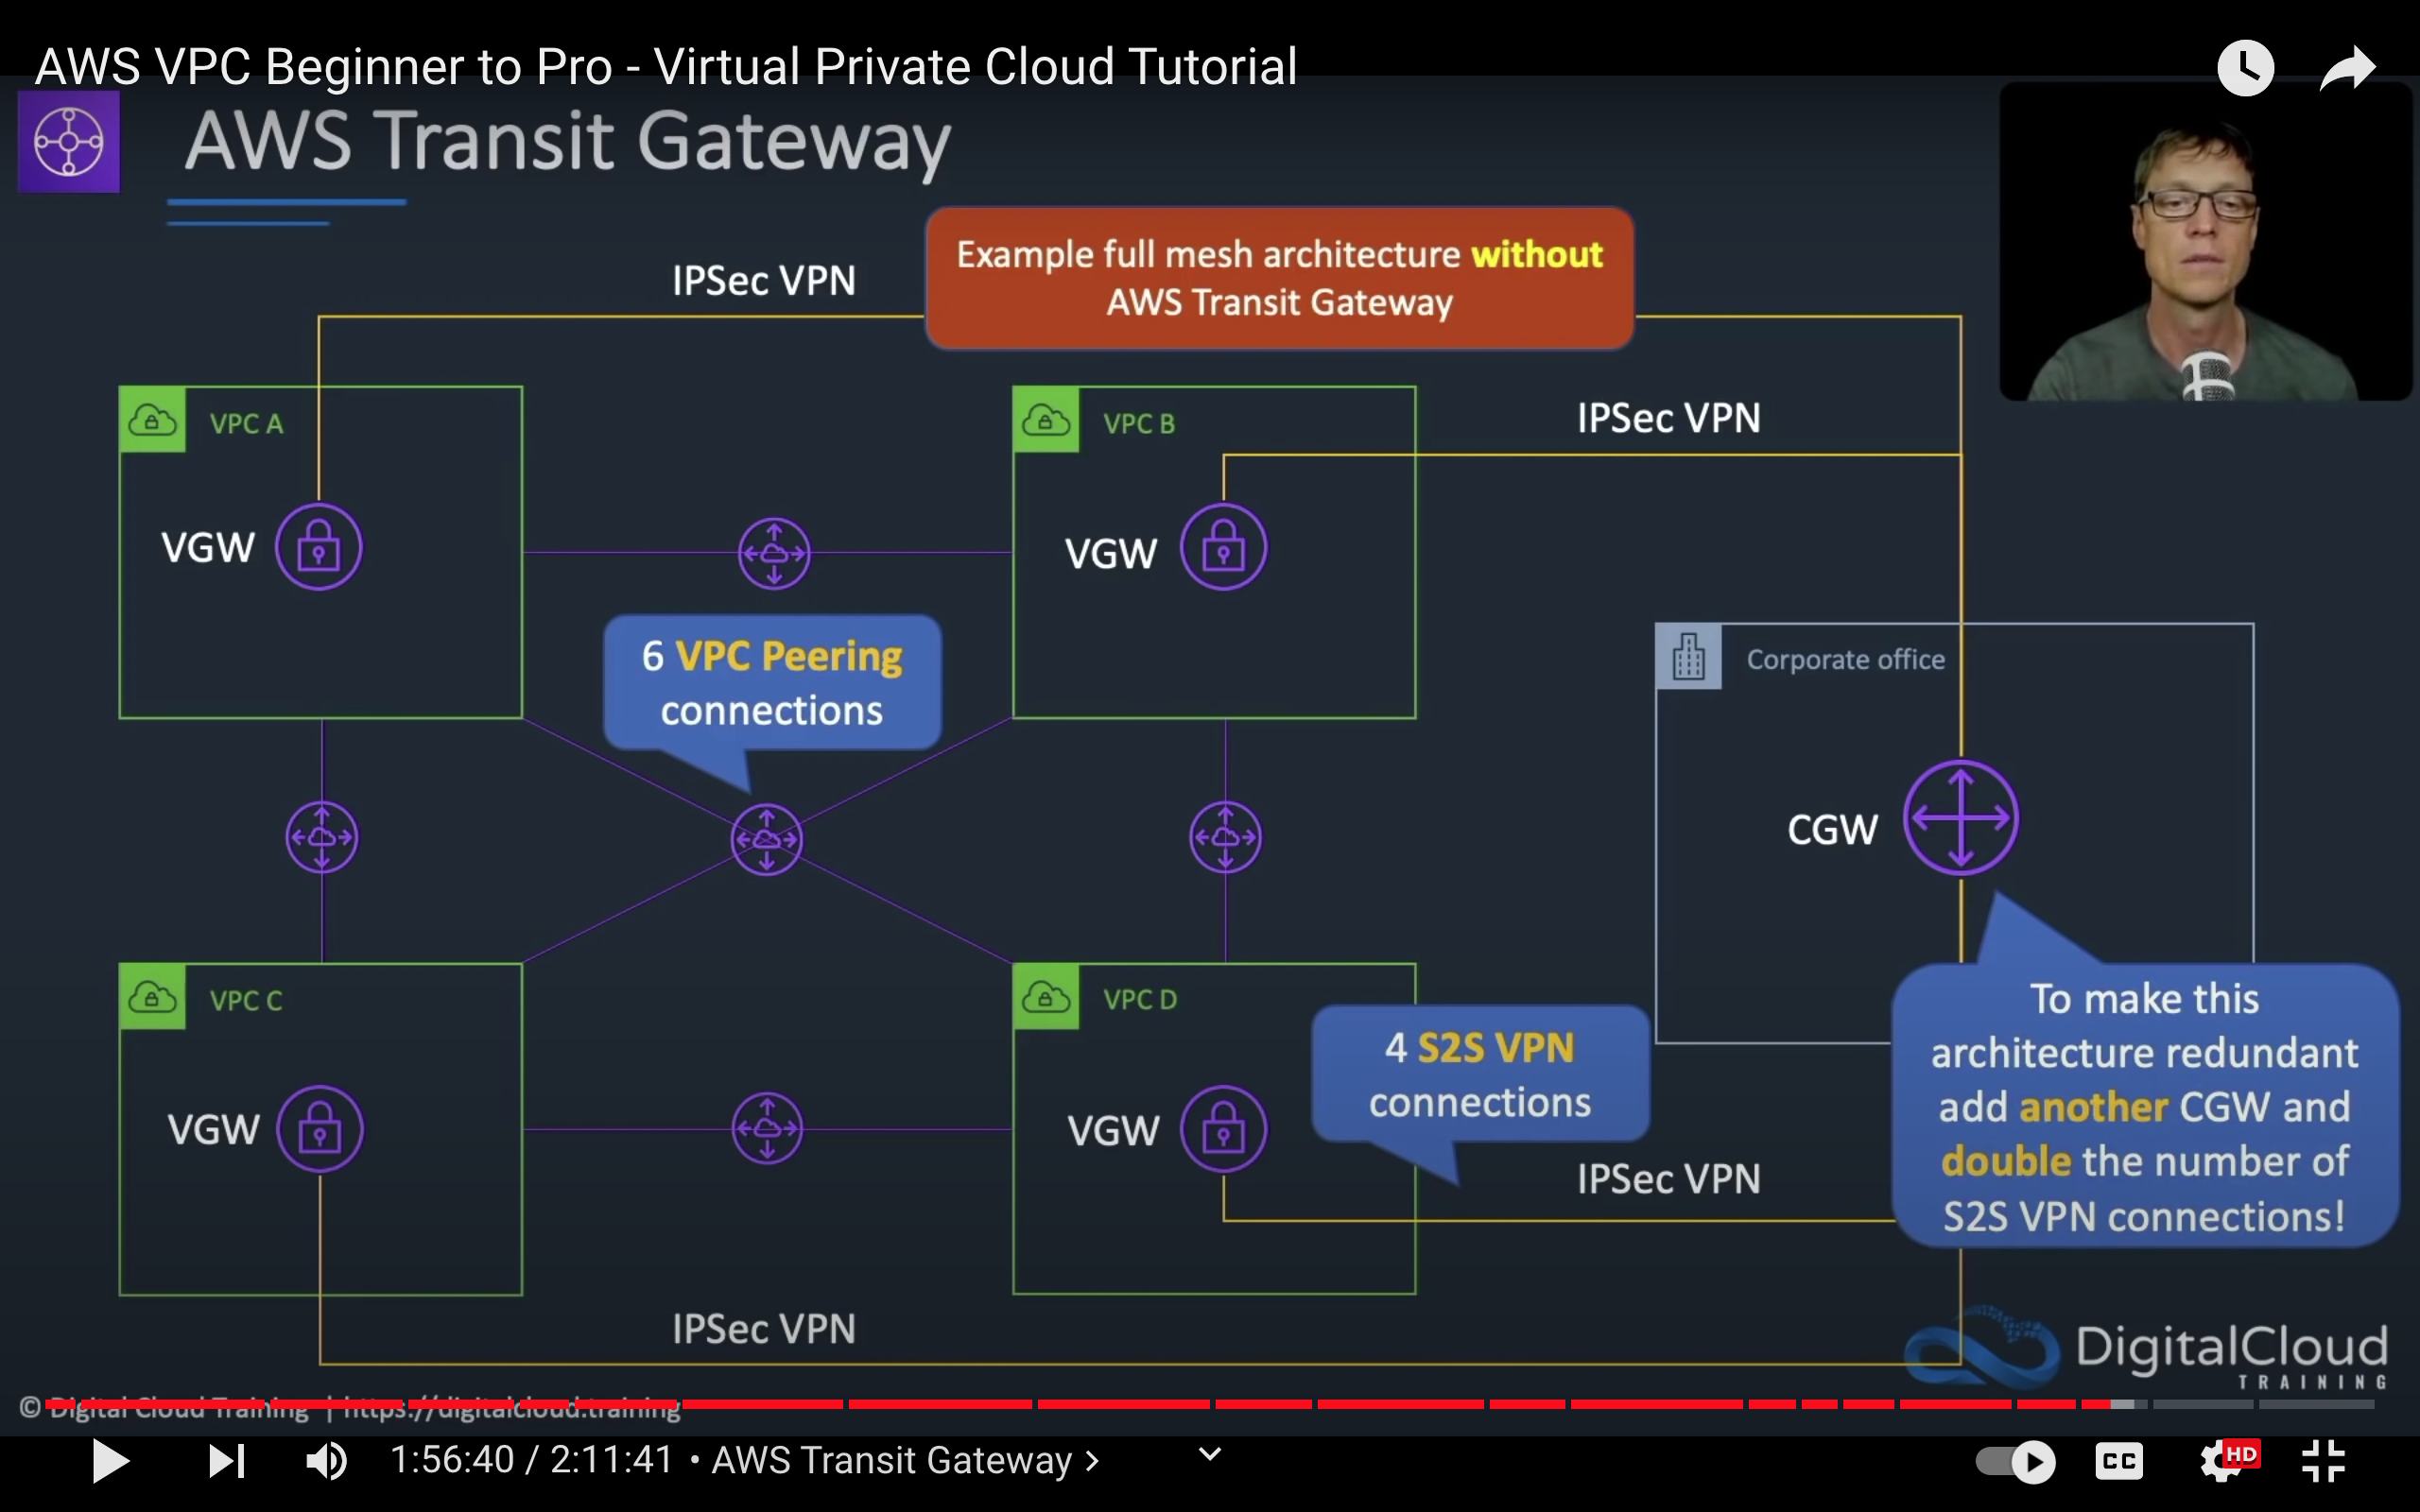 AWS VPC Beginner to Pro - Virtual Private Cloud Tutorial
AWS Transit Gateway
Example full mesh architecture without
AWS Transit Gateway
IPSec VPN
IPSec VPN
VPC A
VPC B
VGW
VGW
6 VPC Peering
connections
Corporate office
CGW
VPC C
VPC D
4 S2S VPN
connections
To make this
architecture redundant
add another CGW and
double the number of
S2S VPN connections!
VGW
VGW
IPSec VPN
IPSec VPN
DigitalCloud
TRAINING
© Digital Cloud Training | https://digitalcloud.training
1:56:40 / 2:11:41 • AWS Transit Gateway >
CC
HD